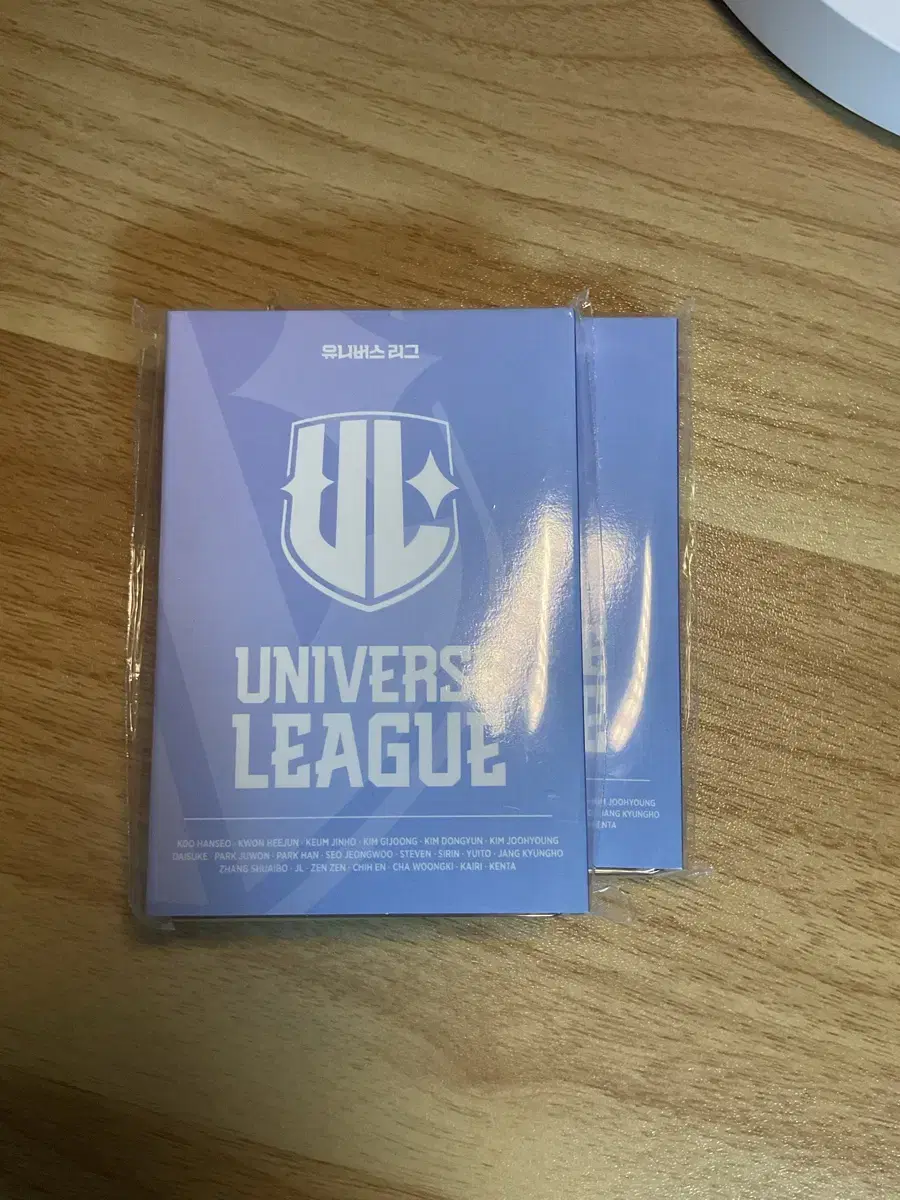 유니버스 리그
UL
UNIVERSE
LEAGUE
KOO HANSEO · KWON HEEJUN · KEUM JINHO · KIM GIJOONG · KIM DONGYUN · KIM JOOHYOUNG
DAISUKE · PARK JUWON · PARK HAN · SEO JEONGWOO · STEVEN · SIRIN · YUITO · JANG KYUNGHO
ZHANG SHUAIBO · JL · ZEN ZEN · CHIH EN · CHA WOONGKI · KAIRI · KENTA
JOOHYOUNG
JANG KYUNGHO
KENTA